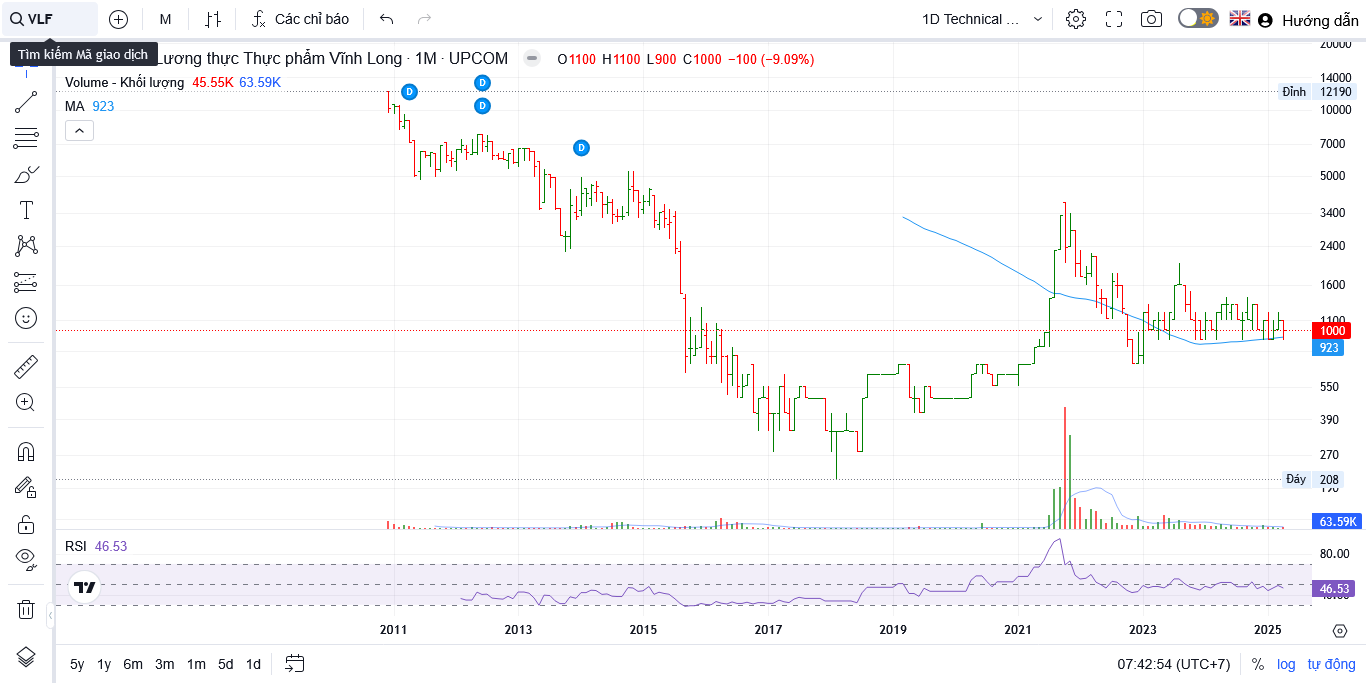 VLF
M
Các chỉ báo
1D Technical ...
Hướng dẫn
Tìm kiếm Mã giao dịch
Lương thực Thực phẩm Vĩnh Long · 1M · UPCOM
O1100 H1100 L900 C1000 −100 (−9.09%)
Volume - Khối lượng 45.55K 63.59K
MA 923
D
D
D
D
20000
14000
Đỉnh 12190
10000
7000
5000
3400
2400
1600
1100
1000
923
550
390
270
Đáy 208
190
63.59K
RSI 46.53
80.00
46.53
2011 2013 2015 2017 2019 2021 2023 2025
5y 1y 6m 3m 1m 5d 1d
07:42:54 (UTC+7) % log tự động